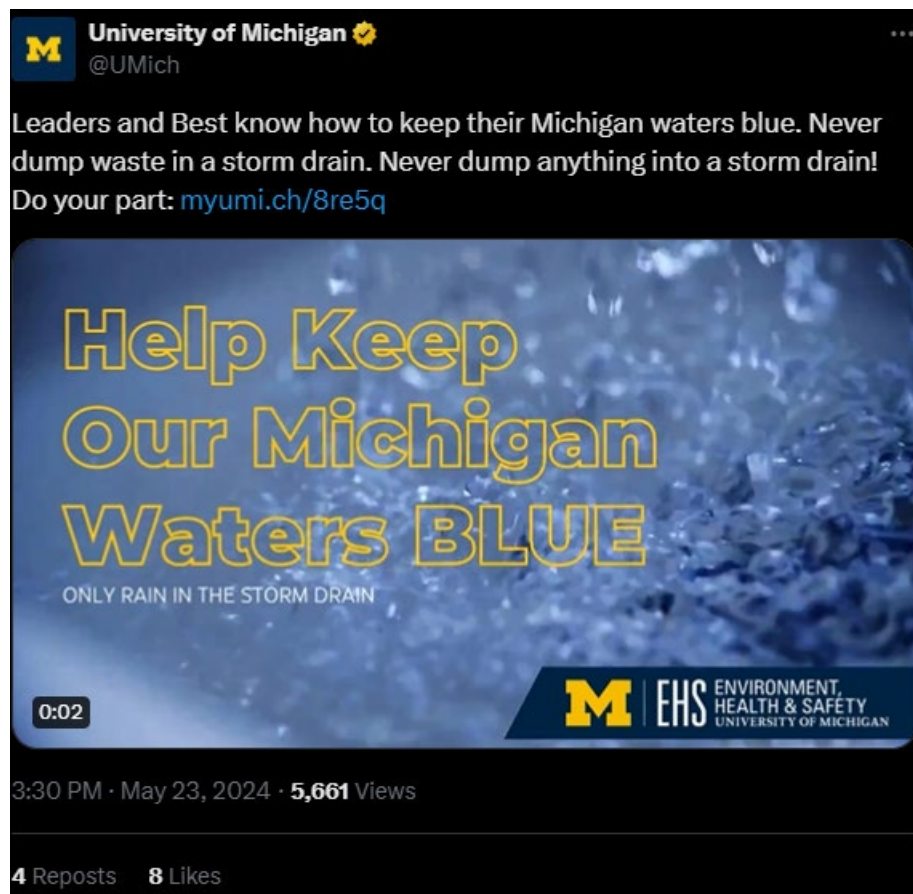 M
University of Michigan
@UMich
Leaders and Best know how to keep their Michigan waters blue. Never
dump waste in a storm drain. Never dump anything into a storm drain!
Do your part: myumi.ch/8re5q
Help Keep
Our Michigan
Waters BLUE
ONLY RAIN IN THE STORM DRAIN
0:02
M EHS ENVIRONMENT,
HEALTH & SAFETY
UNIVERSITY OF MICHIGAN
3:30 PM · May 23, 2024 · 5,661 Views
4 Reposts 8 Likes